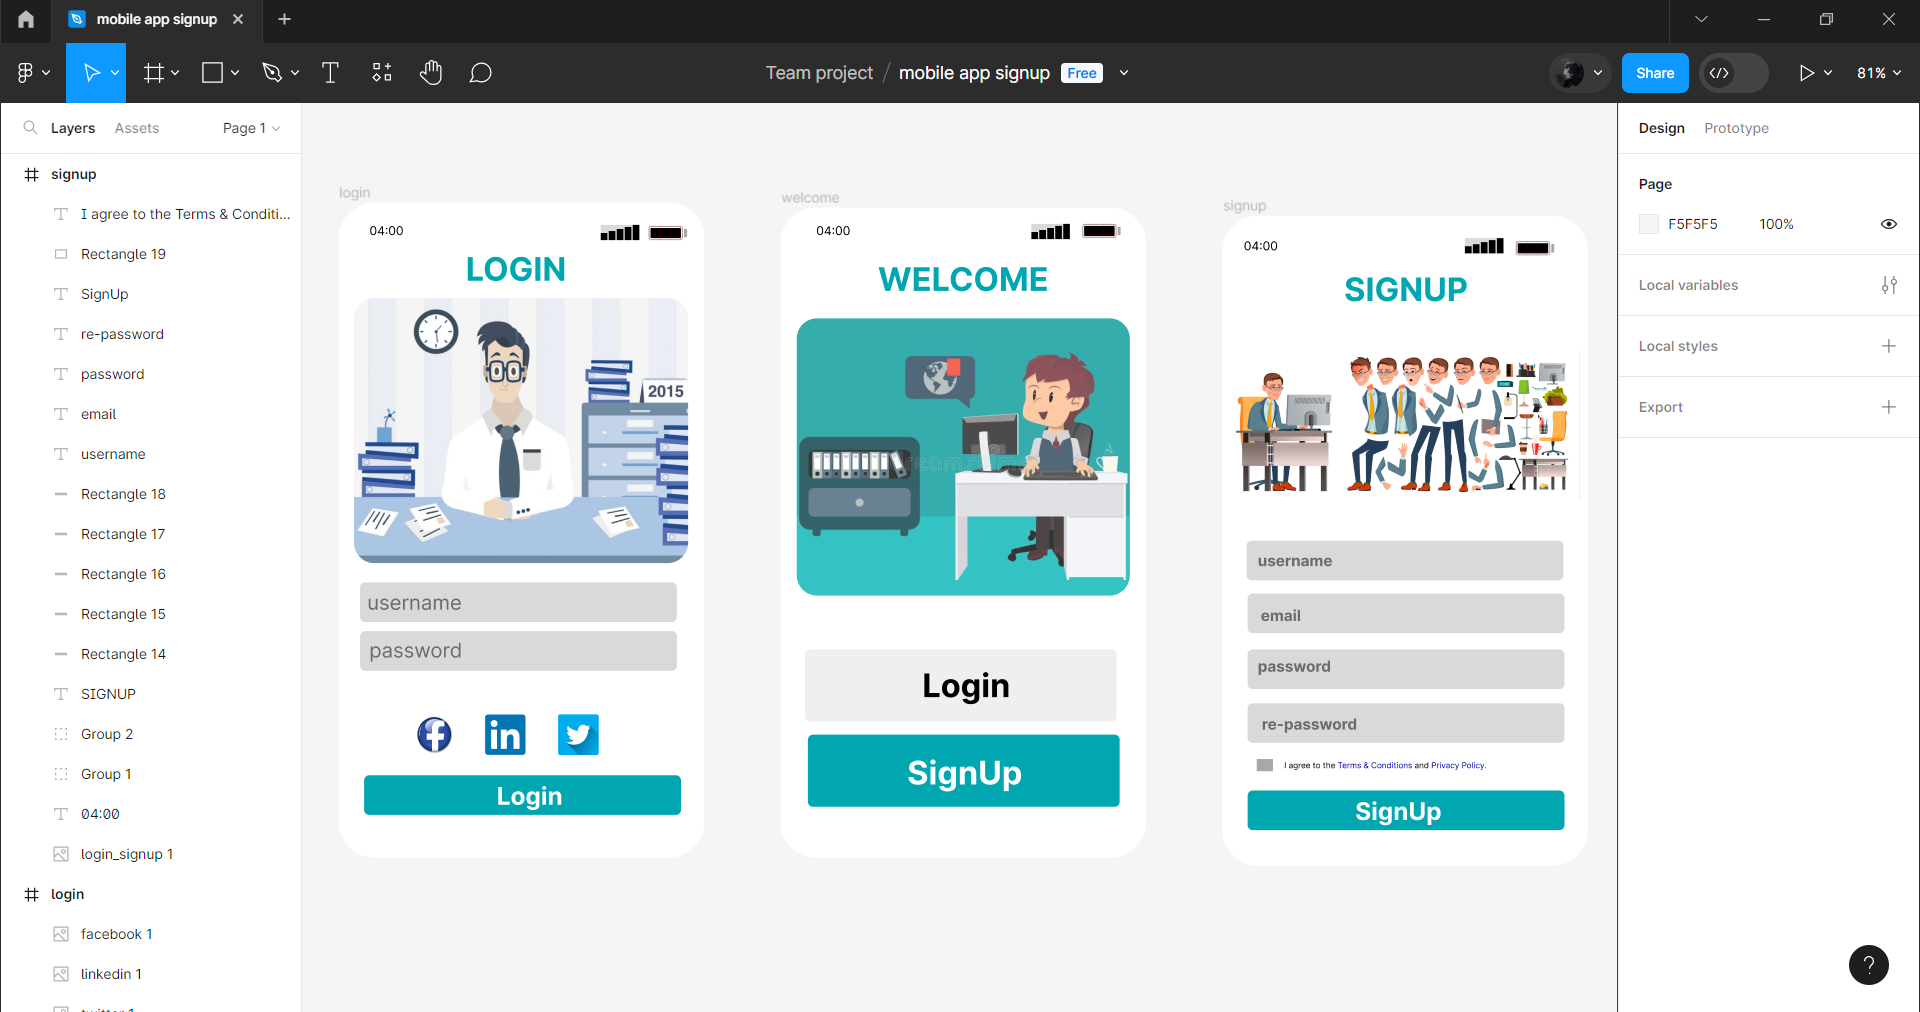 mobile app signup
Team project / mobile app signup Free
Share
81%
Layers Assets Page 1
signup
I agree to the Terms & Conditi...
Rectangle 19
SignUp
re-password
password
email
username
Rectangle 18
Rectangle 17
Rectangle 16
Rectangle 15
Rectangle 14
SIGNUP
Group 2
Group 1
04:00
login_signup 1
login
facebook 1
linkedin 1
twitter 1
login
04:00
LOGIN
2015
username
password
in
Login
welcome
04:00
WELCOME
Login
SignUp
signup
04:00
SIGNUP
username
email
password
re-password
I agree to the Terms & Conditions and Privacy Policy.
SignUp
Design Prototype
Page
F5F5F5 100%
Local variables
Local styles
Export
?